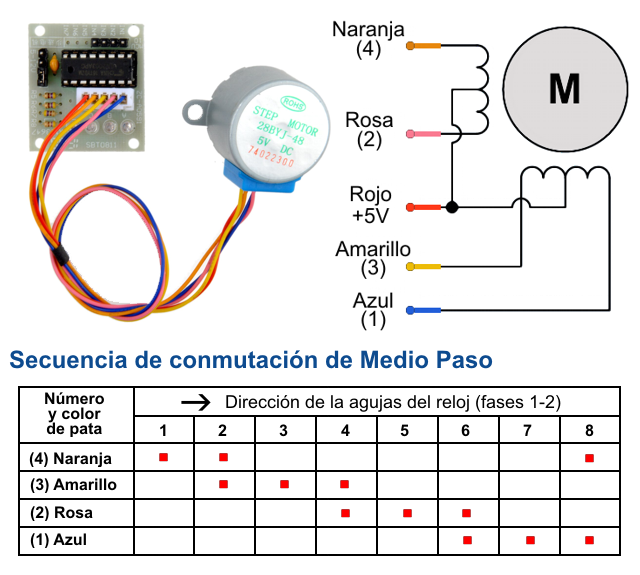 ROHS
STEP MOTOR
28BYJ-48
5V DC
74022300
Naranja
(4)
Rosa
(2)
Rojo
+5V
Amarillo
(3)
Azul
(1)
M
Secuencia de conmutación de Medio Paso
Número
y color
de pata
→ Dirección de la agujas del reloj (fases 1-2)
1 2 3 4 5 6 7 8
(4) Naranja
(3) Amarillo
(2) Rosa
(1) Azul